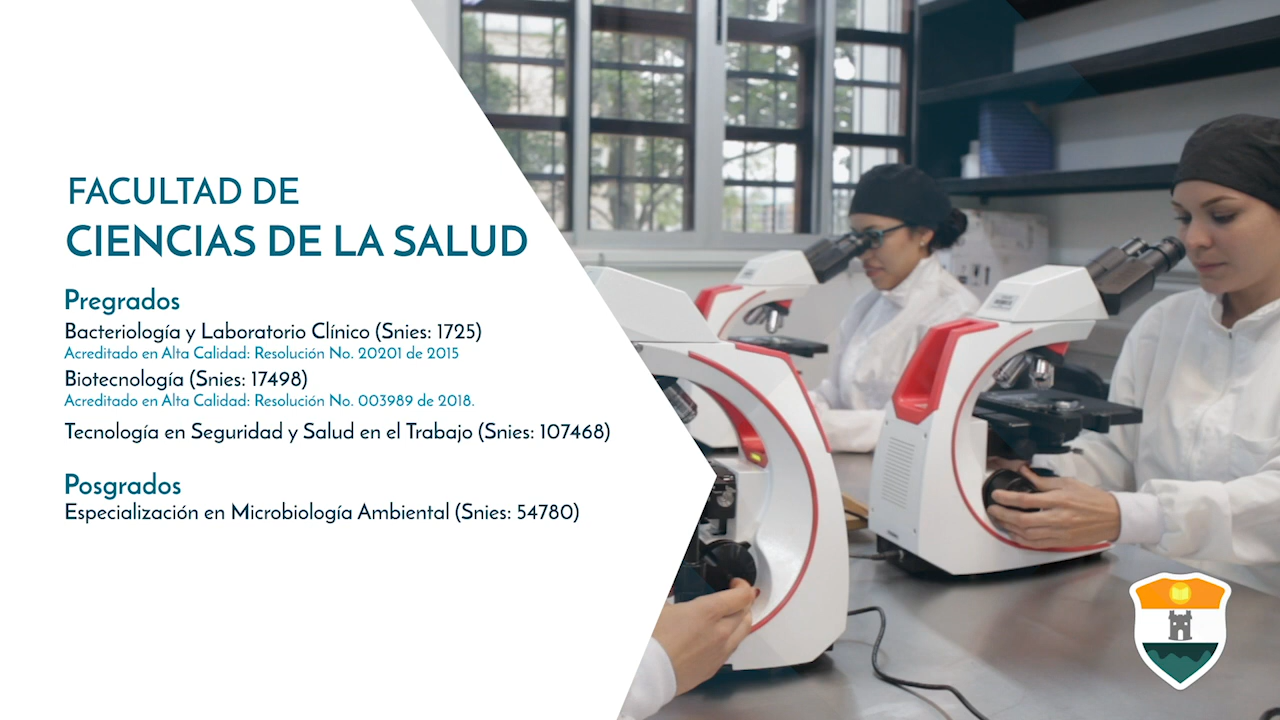 FACULTAD DE
CIENCIAS DE LA SALUD
Pregrados
Bacteriología y Laboratorio Clínico (Snies: 1725)
Acreditado en Alta Calidad: Resolución No. 20201 de 2015
Biotecnología (Snies: 17498)
Acreditado en Alta Calidad: Resolución No. 003989 de 2018.
Tecnología en Seguridad y Salud en el Trabajo (Snies: 107468)
Posgrados
Especialización en Microbiología Ambiental (Snies: 54780)